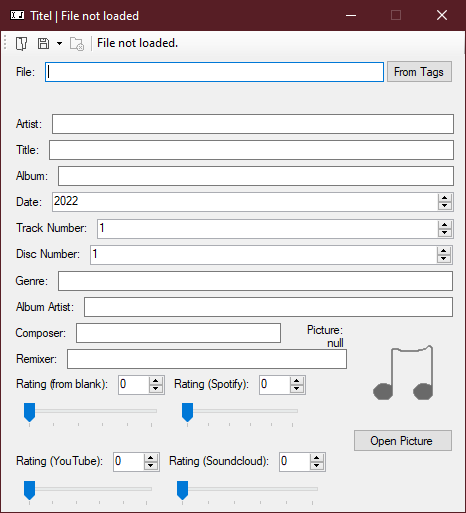 Titel | File not loaded
File not loaded.
File: From Tags
Artist:
Title:
Album:
Date: 2022
Track Number: 1
Disc Number: 1
Genre:
Album Artist:
Composer: Picture:
null
Remixer:
Rating (from blank): 0 Rating (Spotify): 0
Open Picture
Rating (YouTube): 0 Rating (Soundcloud): 0